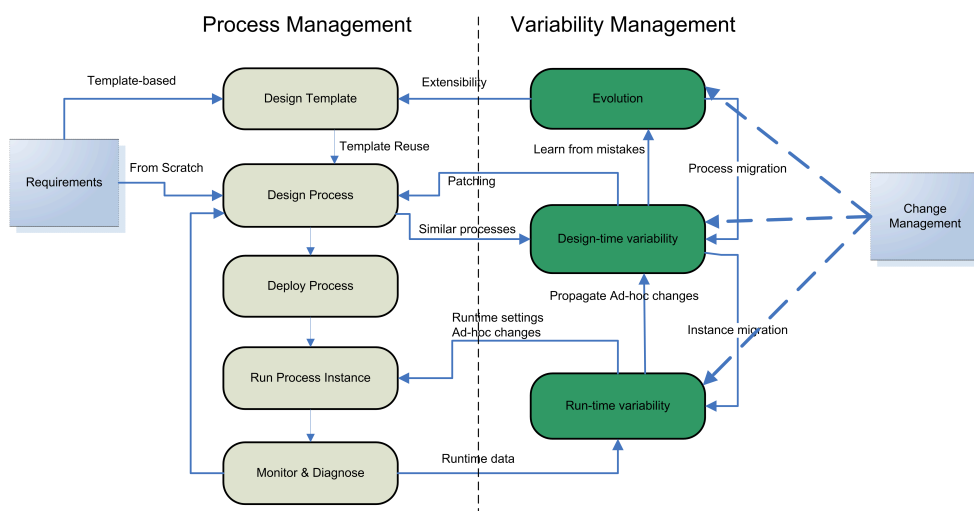 Process Management
Variability Management
Template-based
Design Template
Extensibility
Evolution
Template Reuse
Learn from mistakes
Requirements
From Scratch
Design Process
Patching
Process migration
Similar processes
Design-time variability
Change
Management
Deploy Process
Propagate Ad-hoc changes
Runtime settings
Ad-hoc changes
Instance migration
Run Process Instance
Run-time variability
Monitor & Diagnose
Runtime data